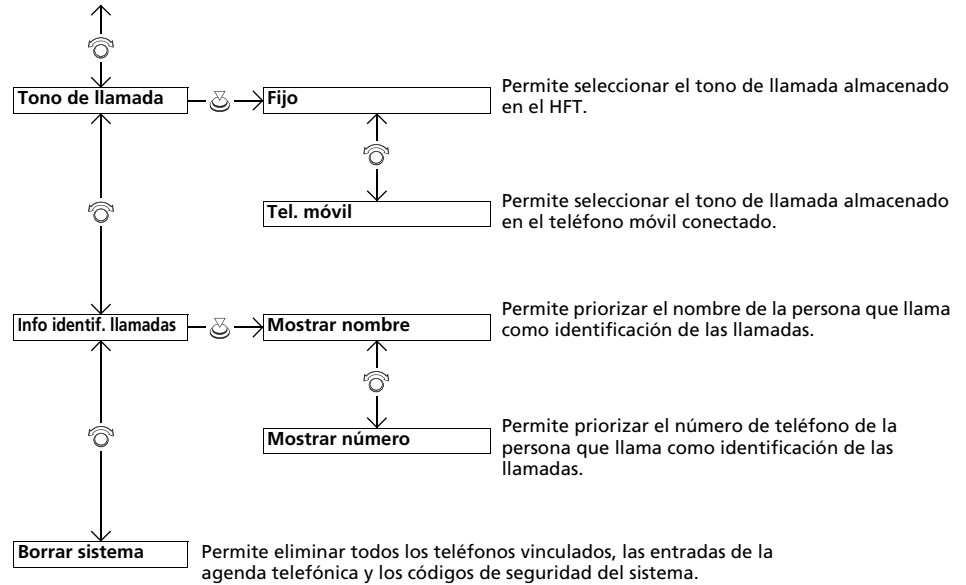 Tono de llamada
Fijo
Permite seleccionar el tono de llamada almacenado
en el HFT.
Tel. móvil
Permite seleccionar el tono de llamada almacenado
en el teléfono móvil conectado.
Info identif. llamadas
Mostrar nombre
Permite priorizar el nombre de la persona que llama
como identificación de las llamadas.
Mostrar número
Permite priorizar el número de teléfono de la
persona que llama como identificación de las
llamadas.
Borrar sistema
Permite eliminar todos los teléfonos vinculados, las entradas de la
agenda telefónica y los códigos de seguridad del sistema.